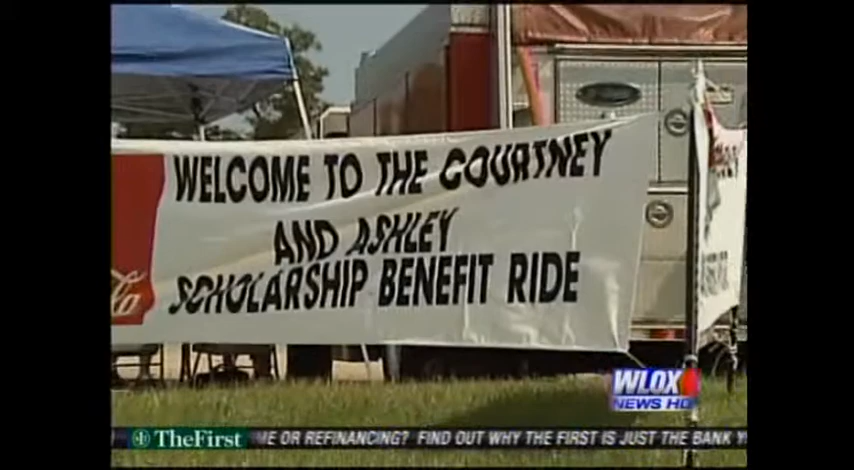 WELCOME TO THE COURTNEY
AND ASHLEY
SCHOLARSHIP BENEFIT RIDE
WLOX
NEWS HD
TheFirst
ME OR REFINANCING? FIND OUT WHY THE FIRST IS JUST THE BANK Y